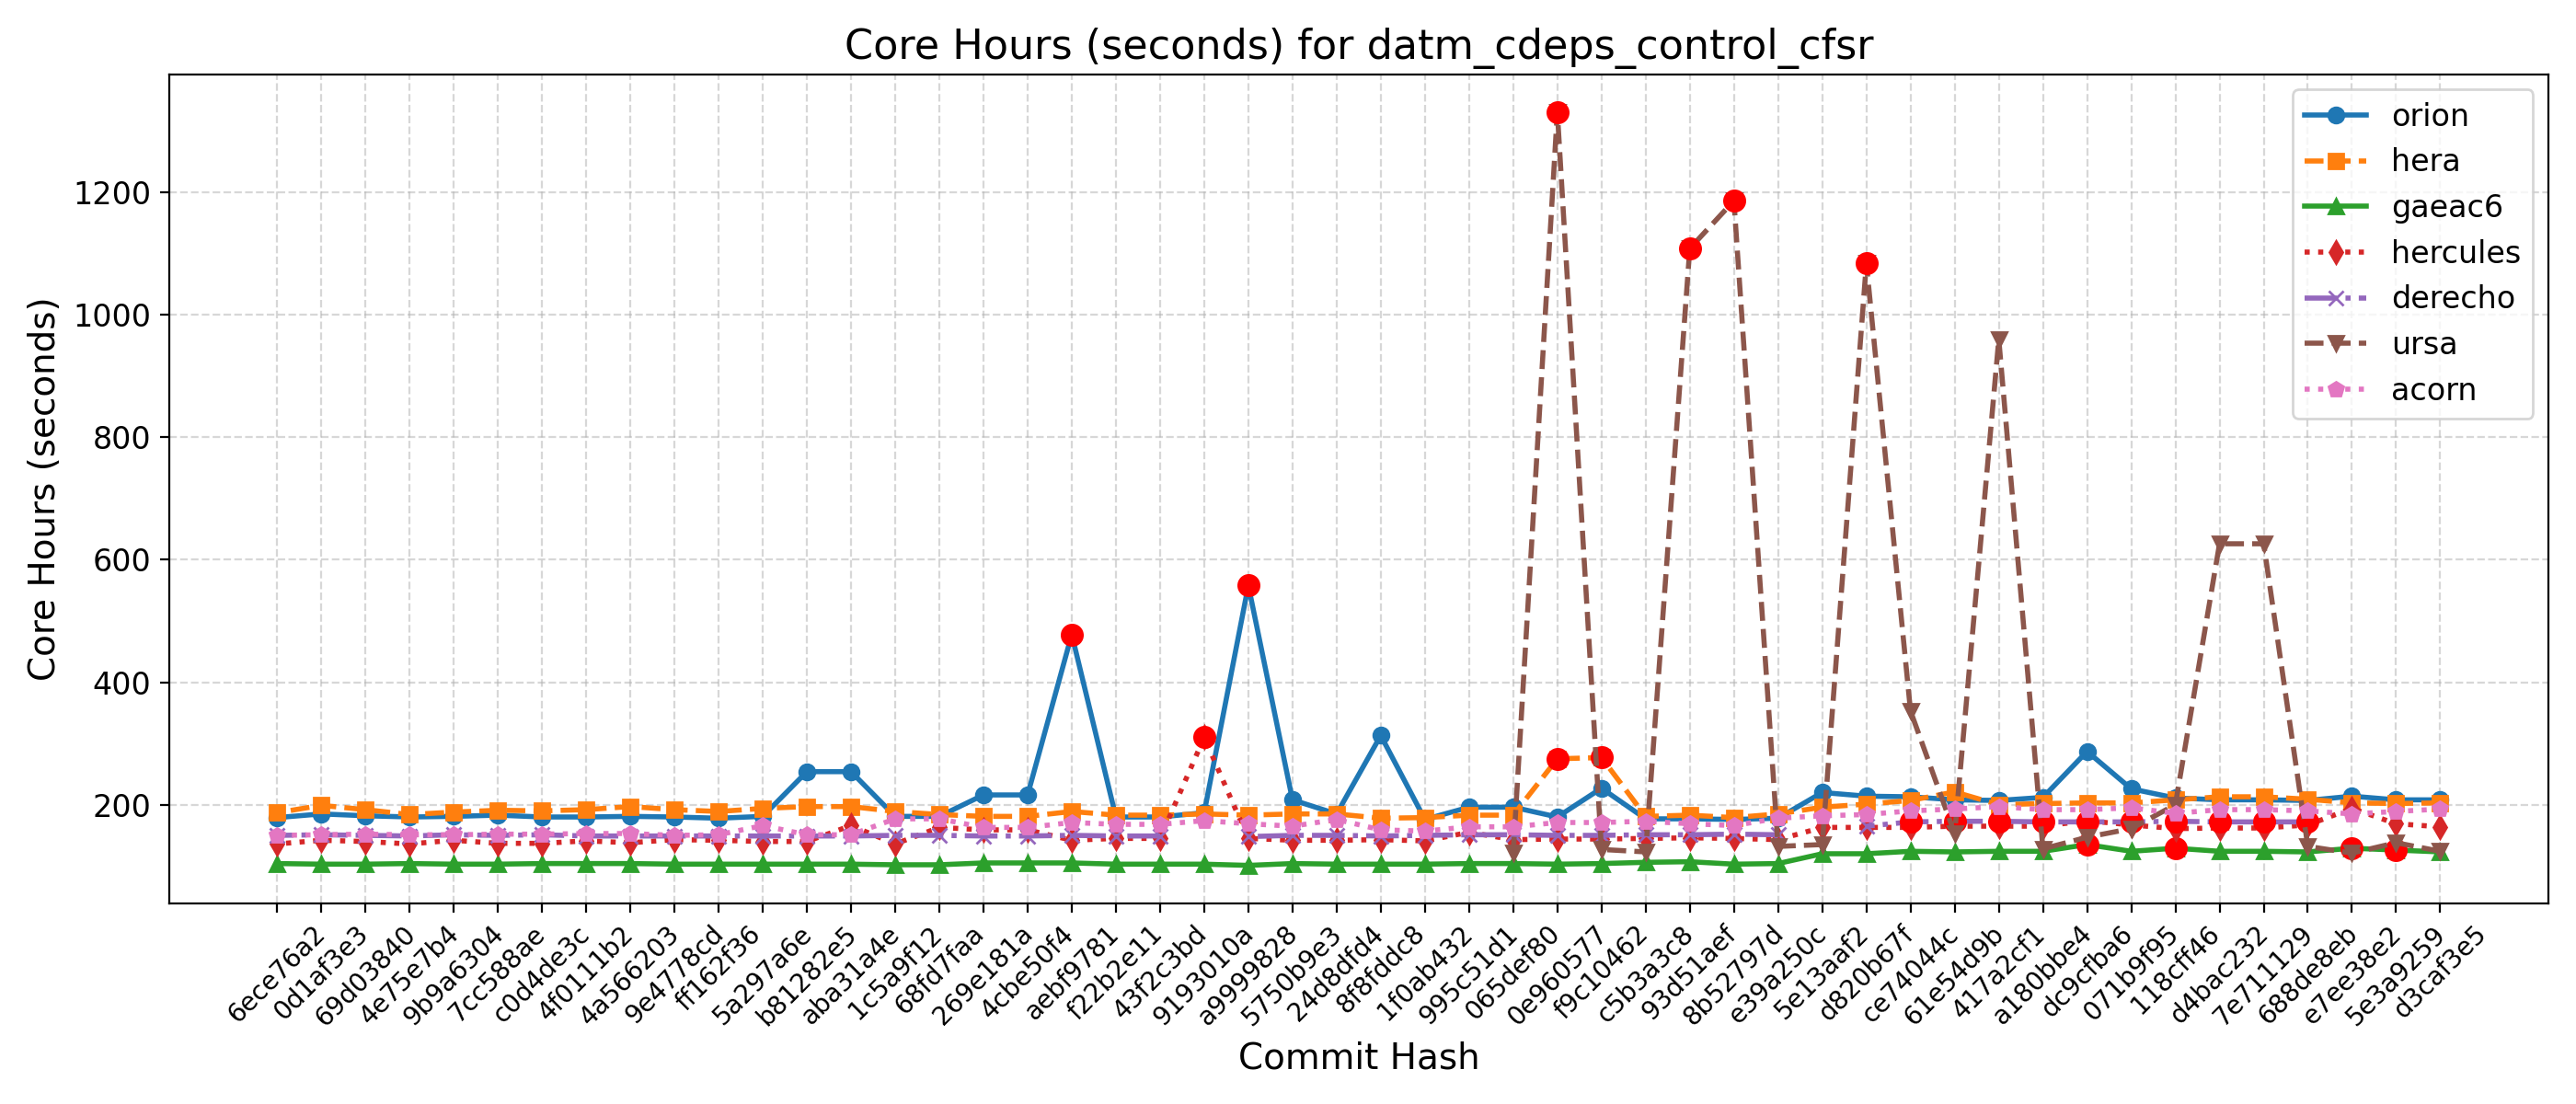 Core Hours (seconds) for datm_cdeps_control_cfsr
Core Hours (seconds)
1200
1000
800
600
400
200
orion
hera
gaeac6
hercules
derecho
ursa
acorn
6ece76a2
0d1af3e3
69d03840
4e75e7b4
9b9a6304
7cc588ae
c0d4de3c
4f0111b2
4a566203
9e4778cd
ff162f36
5a297a6e
b81282e5
aba31a4e
1c5a9f12
68fd7faa
269e181a
4cbe50f4
aebf9781
f22b2e11
43f2c3bd
9193010a
a9999828
5750b9e3
24d8dfd4
8f8fddc8
1f0ab432
995c51d1
065def80
0e960577
f9c10462
c5b3a3c8
93d51aef
8b52797d
e39a250c
5e13aaf2
d820b67f
ce74044c
61e54d9b
417a2cf1
a180bbe4
dc9cfba6
071b9f95
118cff46
d4bac232
7e711129
688de8eb
e7ee38e2
5e3a9259
d3caf3e5
Commit Hash